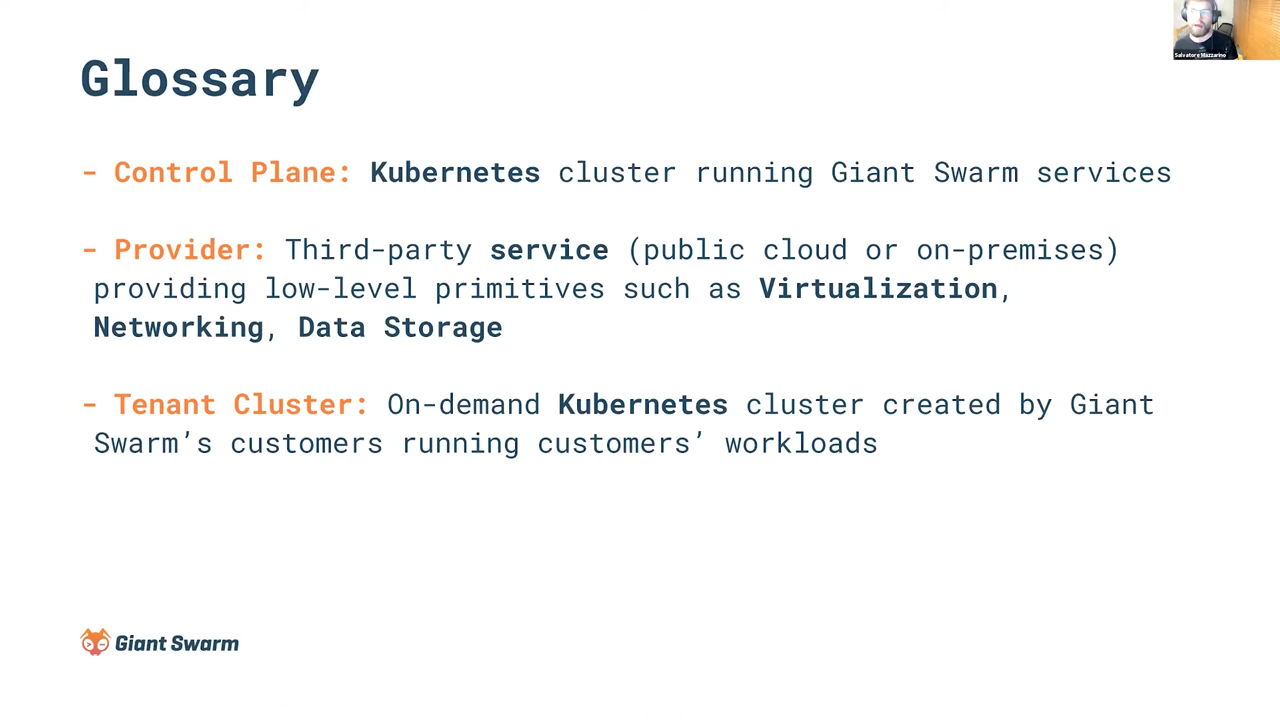 Salvatore Mazzarino
Glossary
- Control Plane: Kubernetes cluster running Giant Swarm services
- Provider: Third-party service (public cloud or on-premises)
providing low-level primitives such as Virtualization,
Networking, Data Storage
- Tenant Cluster: On-demand Kubernetes cluster created by Giant
Swarm’s customers running customers’ workloads
Giant Swarm